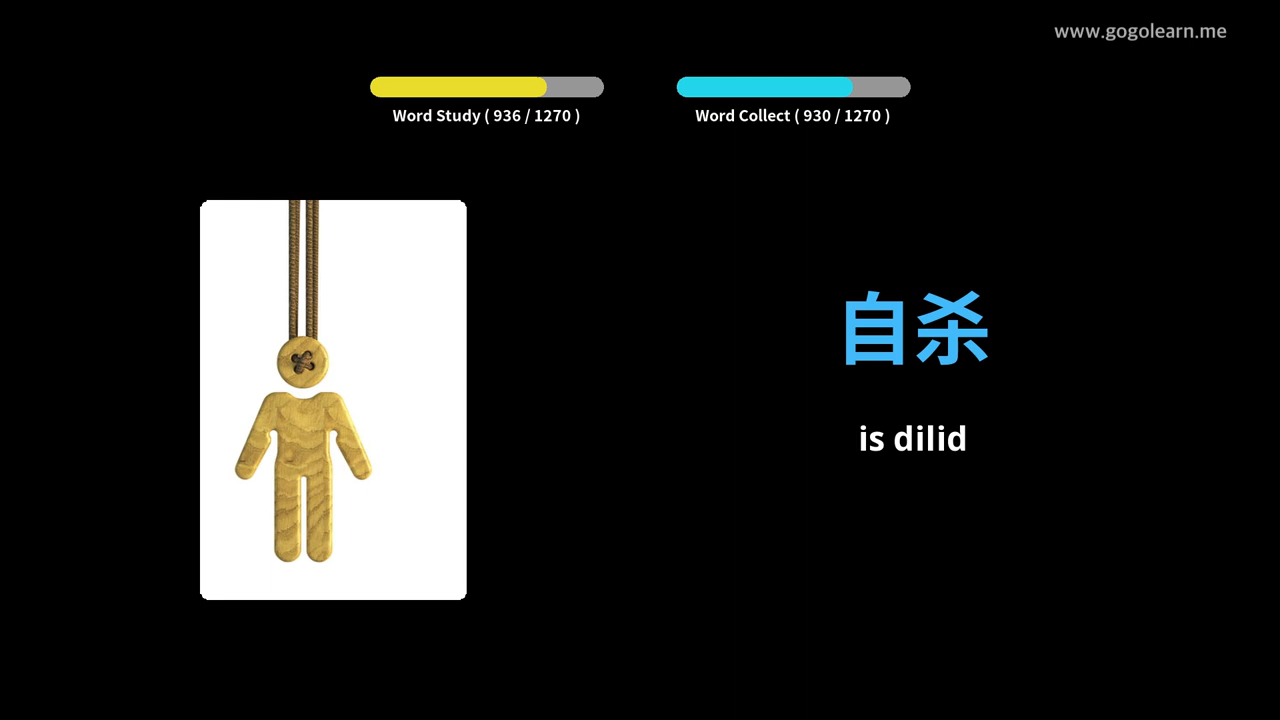 www.gogolearn.me
Word Study ( 936 / 1270 )
Word Collect ( 930 / 1270 )
自杀
is dilid